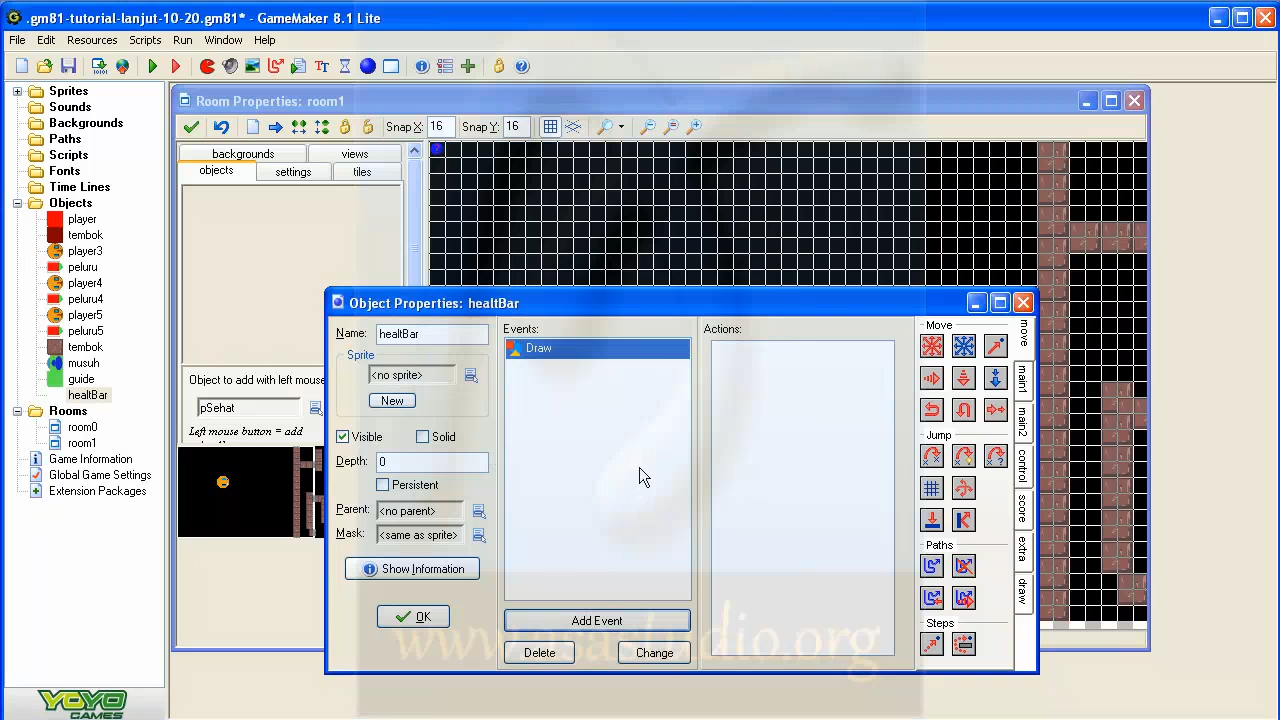 .gm81-tutorial-lanjut-10-20.gm81* - GameMaker 8.1 Lite
File Edit Resources Scripts Run Window Help
Sprites
Sounds
Backgrounds
Paths
Scripts
Fonts
Time Lines
Objects
player
tembok
player3
peluru
player4
peluru4
player5
peluru5
tembok
musuh
guide
healtBar
Rooms
room0
room1
Game Information
Global Game Settings
Extension Packages
YOYO
GAMES
Room Properties: room1
Snap X: 16 Snap Y: 16
backgrounds views
objects settings tiles
Object to add with left mouse
pSehat
Left mouse button = add
Object Properties: healtBar
Name: healtBar
Sprite
<no sprite>
New
Visible Solid
Depth: 0
Persistent
Parent: <no parent>
Mask: <same as sprite>
Show Information
OK
Events:
Draw
Add Event
Delete Change
Actions:
Move
Jump
Paths
Steps
move
main1
main2
control
score
extra
draw